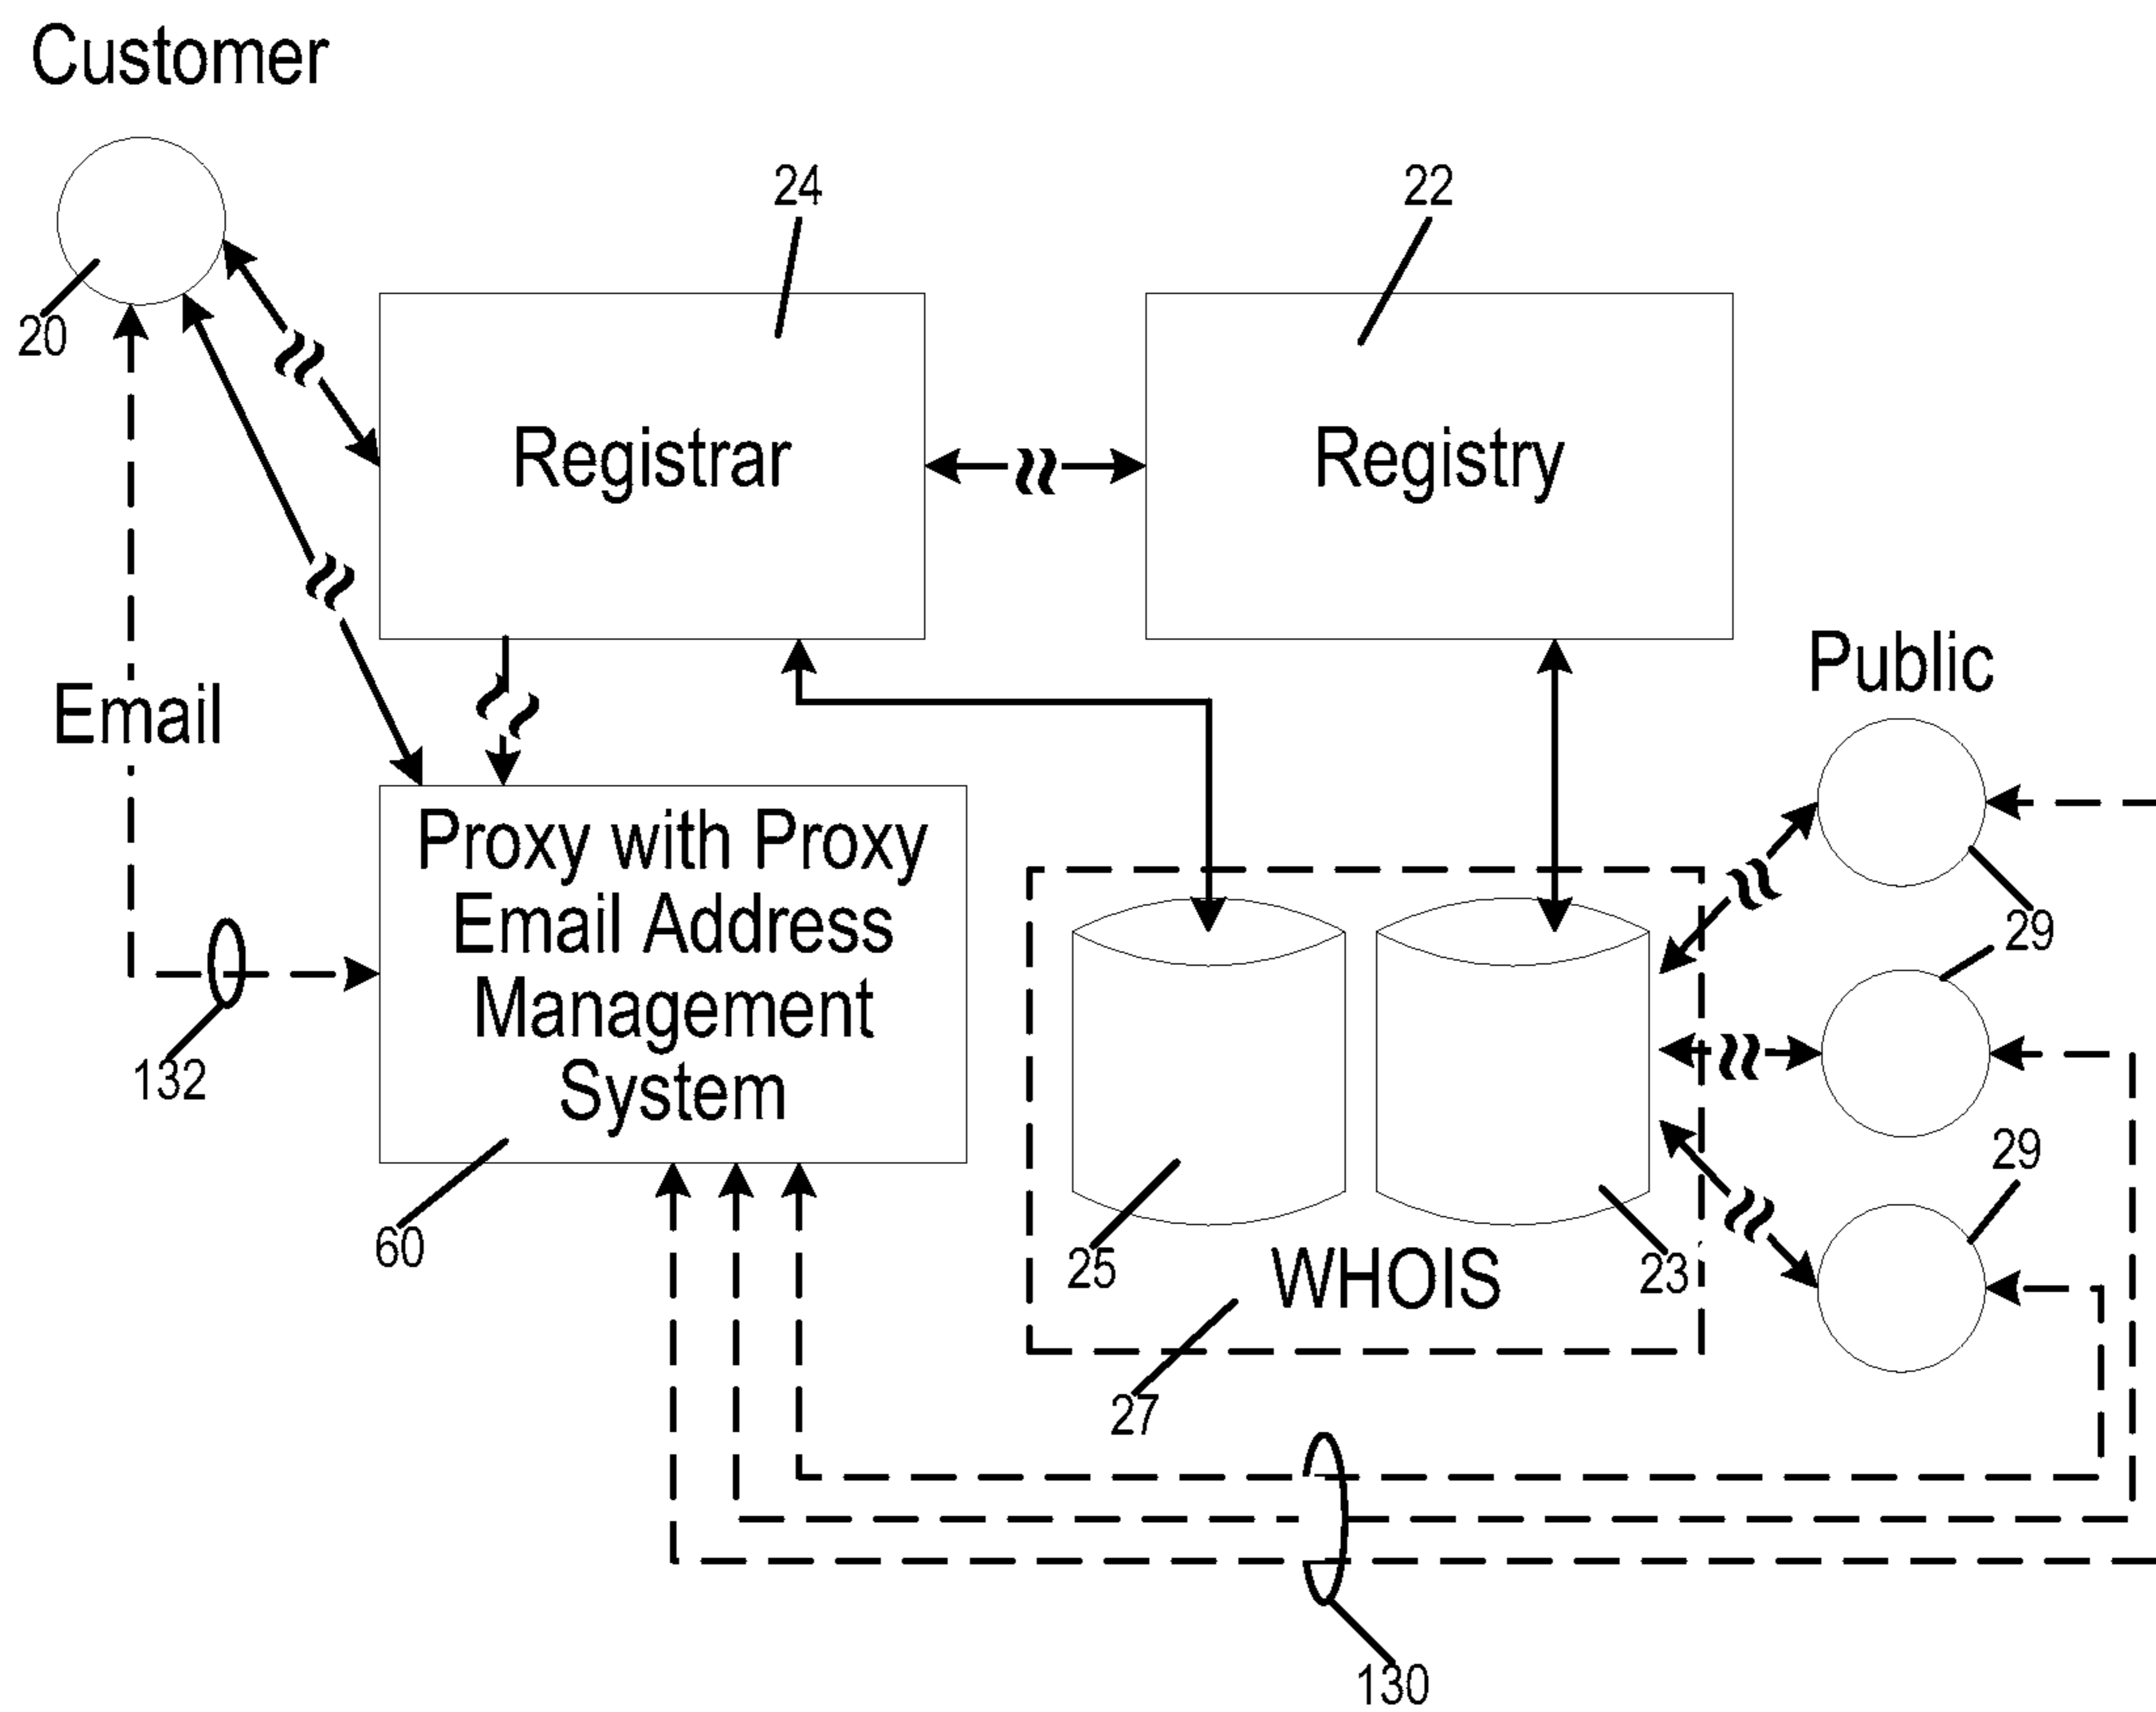 Customer
24
22
20
Registrar
Registry
Public
Email
Proxy with Proxy
Email Address
Management
System
29
132
29
60
25
WHOIS
23
27
130